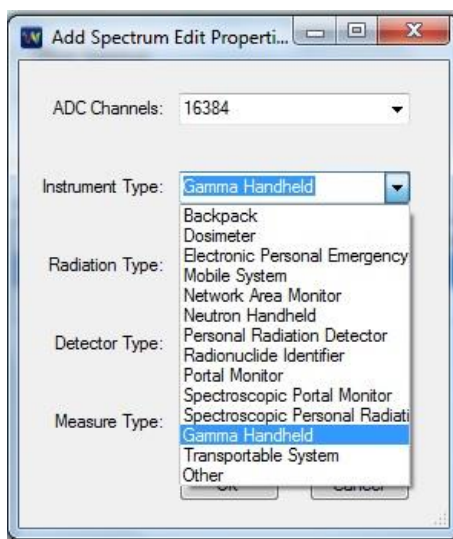 Add Spectrum Edit Properti...
ADC Channels: 16384
Instrument Type: Gamma Handheld
Backpack
Dosimeter
Electronic Personal Emergency
Mobile System
Network Area Monitor
Neutron Handheld
Personal Radiation Detector
Radionuclide Identifier
Portal Monitor
Spectroscopic Portal Monitor
Spectroscopic Personal Radiati
Gamma Handheld
Transportable System
Other
Radiation Type:
Detector Type:
Measure Type: